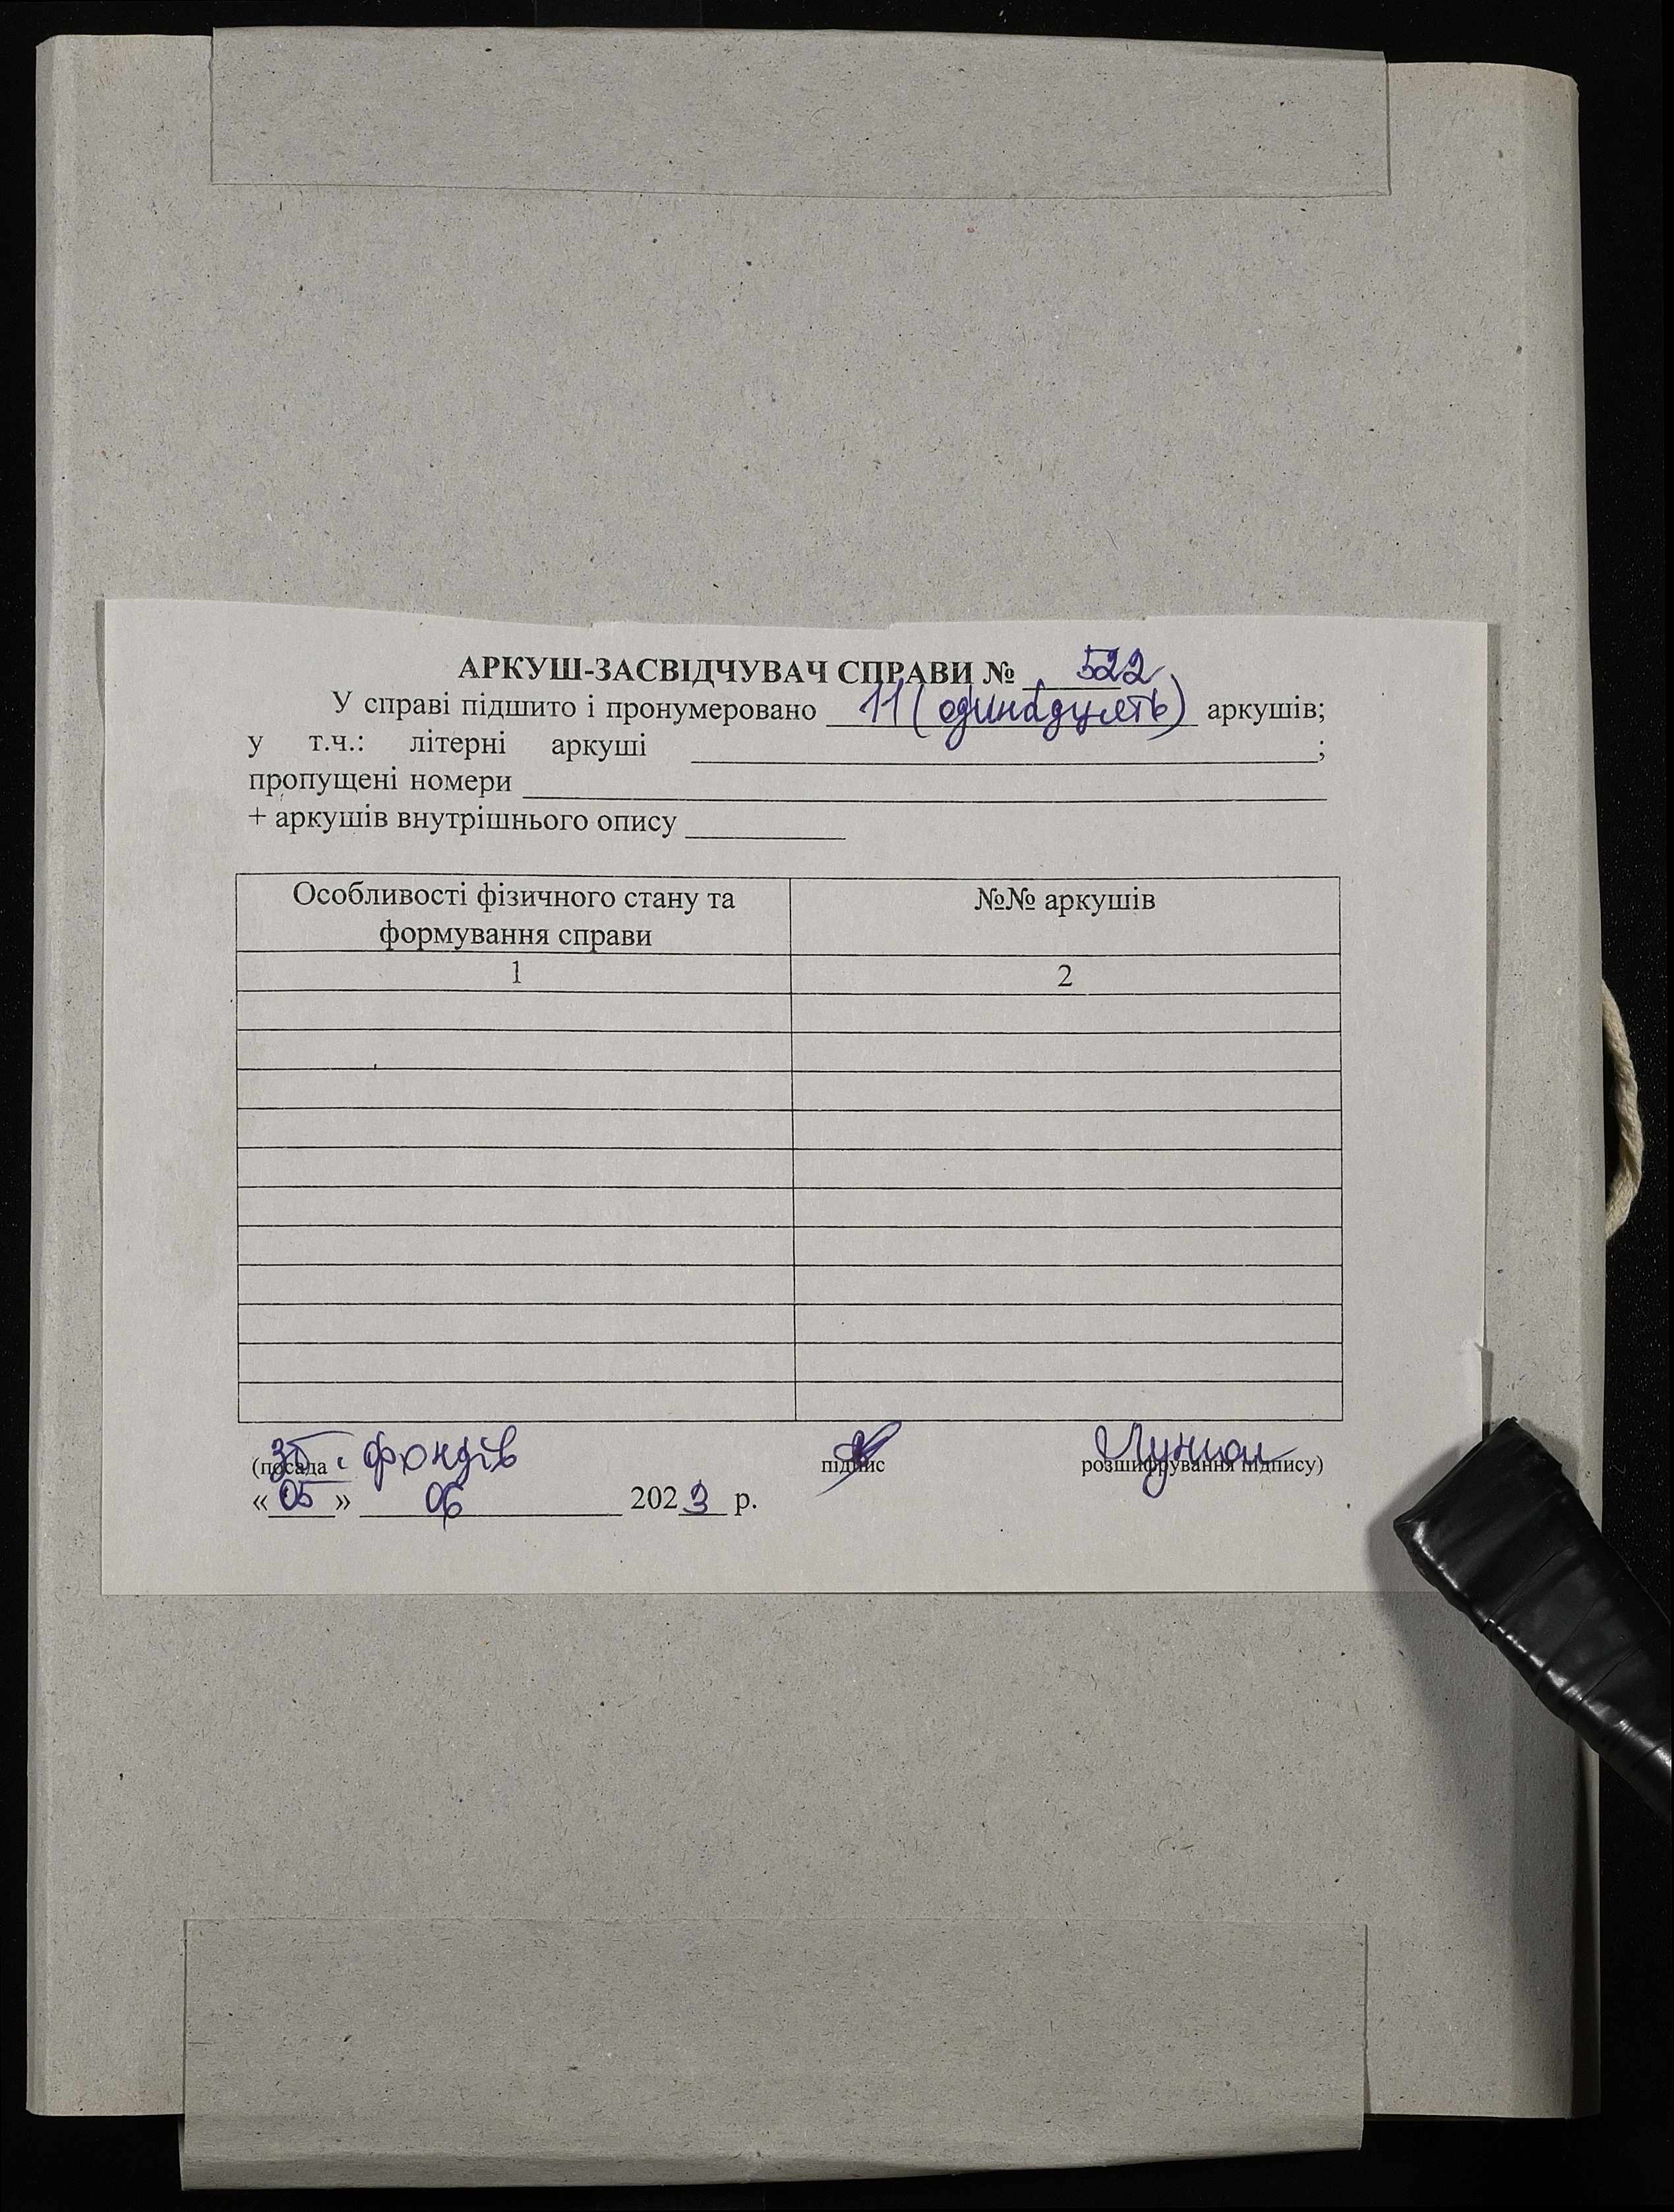 АРКУШ-ЗАСВІДЧУВАЧ СПРАВИ № 522
У справі підшито і пронумеровано 11 (одинадцять) аркушів;
у т.ч.: літерні аркуші ;
пропущені номери
+ аркушів внутрішнього опису
Особливості фізичного стану та
формування справи
№№ аркушів
1
2
фондів
(посада підпис розшифрування підпису)
«05» 06 2023 р.